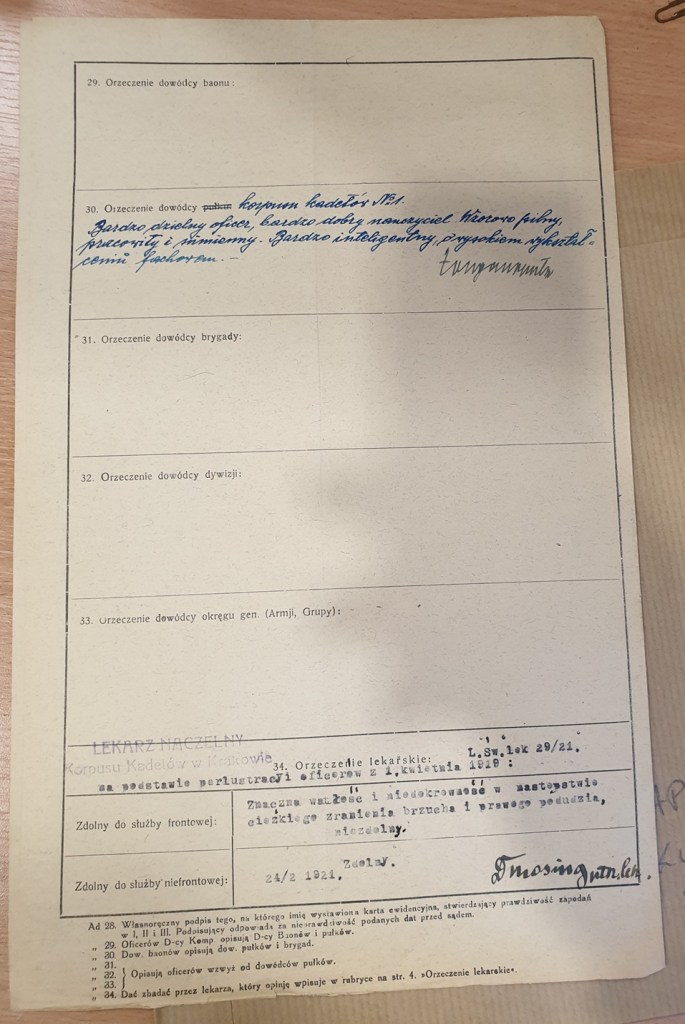 29. Orzeczenie dowódcy baonu:
30. Orzeczenie dowódcy pułku: korpusu kadetów №1.
Bardzo dzielny oficer, bardzo dobry nauczyciel. Wzorowo pilny,
pracowity i sumienny. Bardzo inteligentny, o wysokiem wykształ-
ceniu fachowem. —
31. Orzeczenie dowódcy brygady:
32. Orzeczenie dowódcy dywizji:
33. Orzeczenie dowódcy okręgu gen. (Armji, Grupy):
LEKARZ NACZELNY
Korpusu Kadetów w Krakowie
34. Orzeczenie lekarskie: L.Św.lek 29/21.
na podstawie perlustracyi oficerów z 1.kwietnia 1919 :
Zdolny do służby frontowej:
Znaczna wątłość i niedokrewność w następstwie
ciężkiego zranienia brzucha i prawego podudzia,
niezdolny.
Zdolny do służby niefrontowej:
Zdolny.
24/2 1921.
Ad 28. Własnoręczny podpis tego, na którego imię wystawiona karta ewidencyjna, stwierdzający prawdziwość zapodań
w I, II i III. Podpisujący odpowiada za nieprawdziwość podanych dat przed sądem.
„ 29. Oficerów D-cy Komp. opisują D-cy Baonów i pułków.
„ 30. Dow. baonów opisują dow. pułków i brygad.
„ 31.
„ 32. } Opisują oficerów wzwyż od dowódców pułków.
„ 33.
„ 34. Dać zbadać przez lekarza, który opinję wpisuje w rubryce na str. 4. »Orzeczenie lekarskie«.